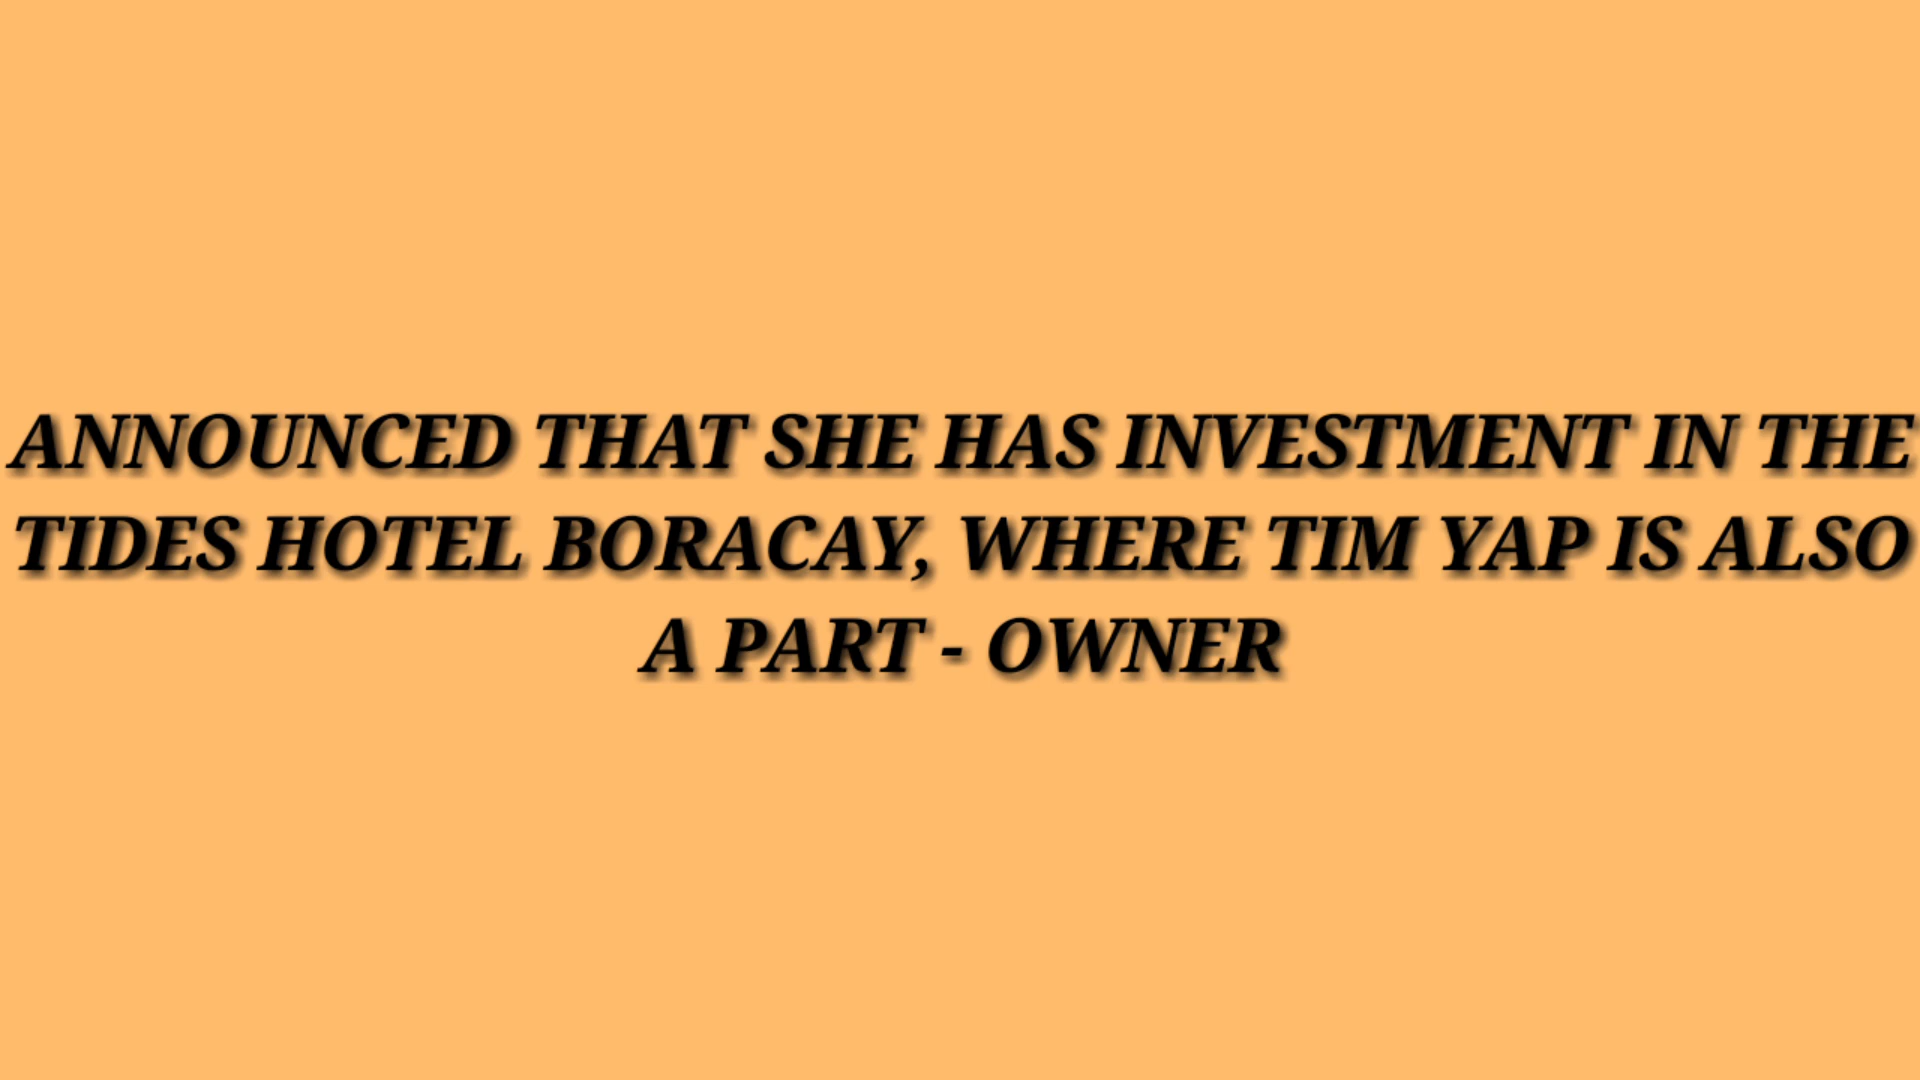 ANNOUNCED THAT SHE HAS INVESTMENT IN THE
TIDES HOTEL BORACAY, WHERE TIM YAP IS ALSO
A PART - OWNER